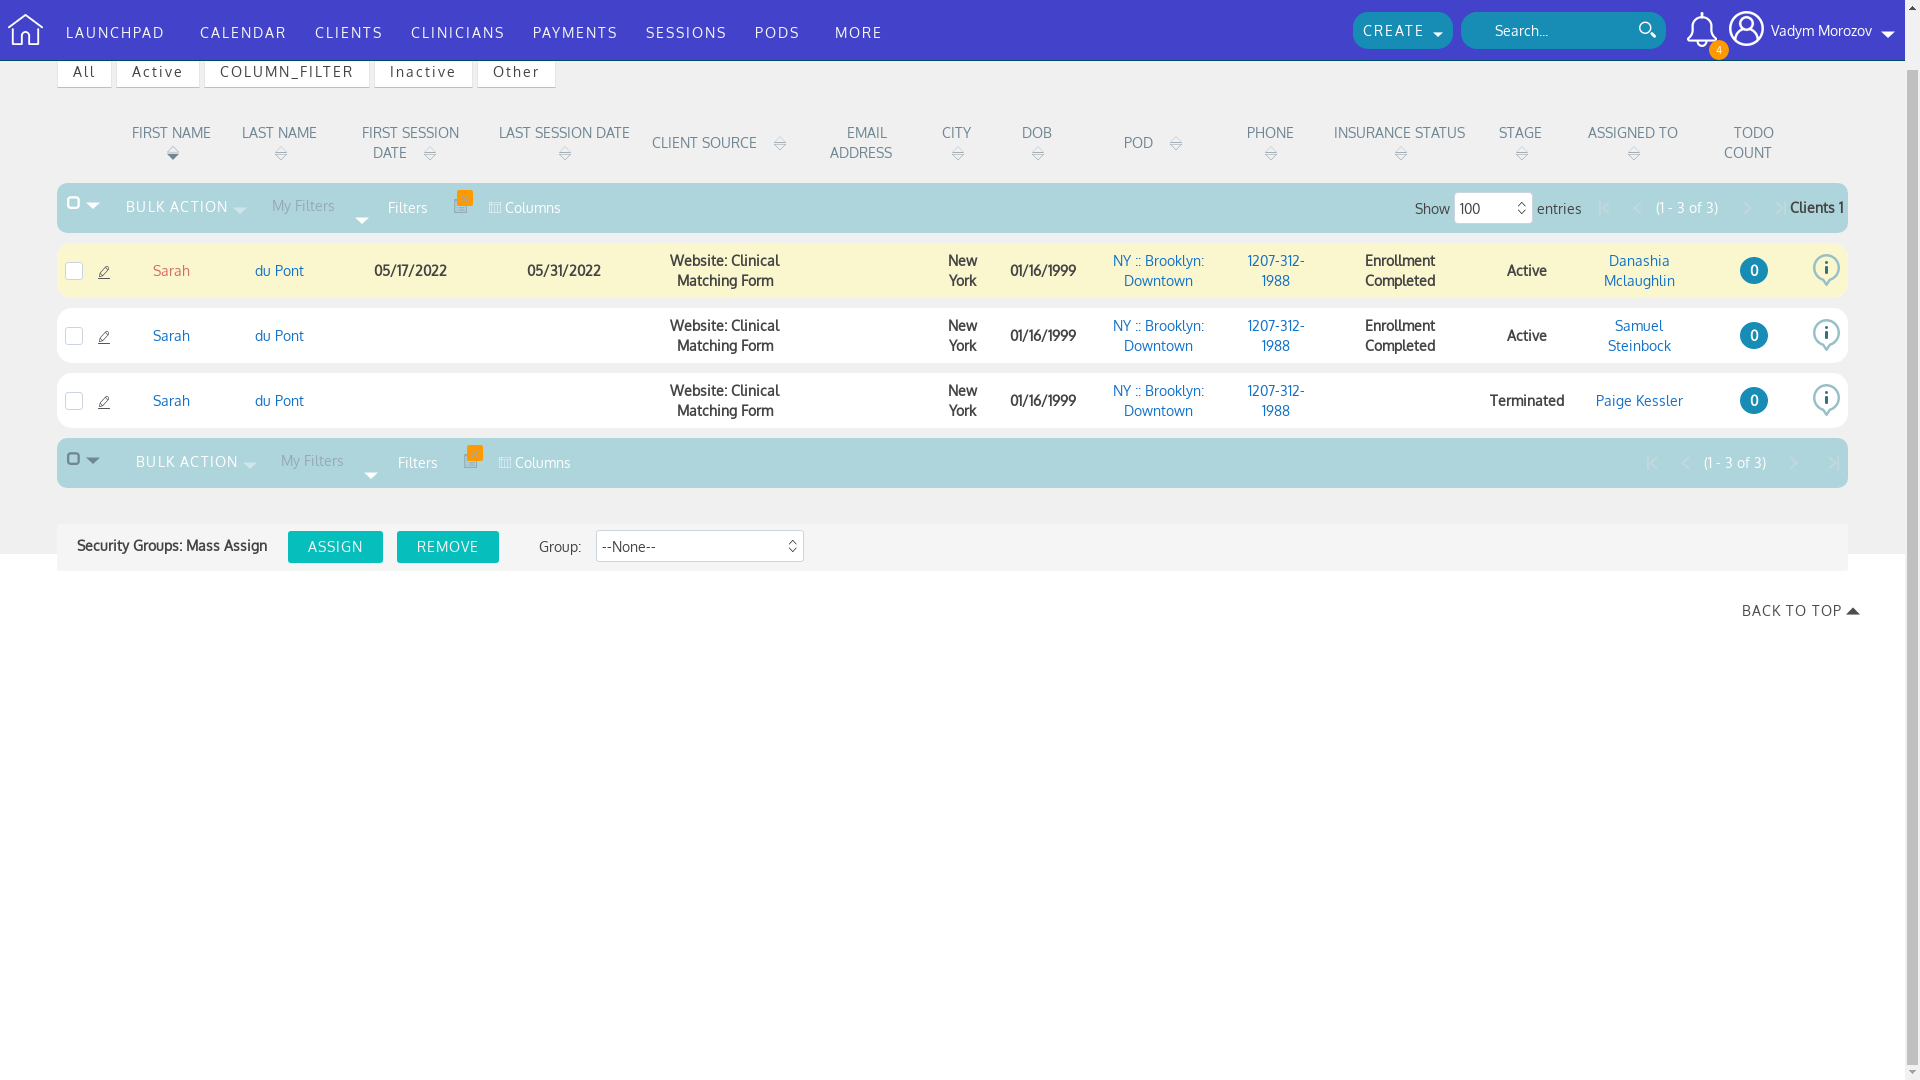 LAUNCHPAD CALENDAR CLIENTS CLINICIANS PAYMENTS SESSIONS PODS MORE CREATE Search... 4 Vadym Morozov
All Active COLUMN_FILTER Inactive Other
FIRST NAME LAST NAME FIRST SESSION DATE LAST SESSION DATE CLIENT SOURCE EMAIL ADDRESS CITY DOB POD PHONE INSURANCE STATUS STAGE ASSIGNED TO TODO COUNT
BULK ACTION My Filters Filters Columns Show 100 entries (1 - 3 of 3) Clients 1
Sarah du Pont 05/17/2022 05/31/2022 Website: Clinical Matching Form New York 01/16/1999 NY :: Brooklyn: Downtown 1207-312-1988 Enrollment Completed Active Danashia Mclaughlin 0
Sarah du Pont Website: Clinical Matching Form New York 01/16/1999 NY :: Brooklyn: Downtown 1207-312-1988 Enrollment Completed Active Samuel Steinbock 0
Sarah du Pont Website: Clinical Matching Form New York 01/16/1999 NY :: Brooklyn: Downtown 1207-312-1988 Terminated Paige Kessler 0
BULK ACTION My Filters Filters Columns (1 - 3 of 3)
Security Groups: Mass Assign ASSIGN REMOVE Group: --None--
BACK TO TOP